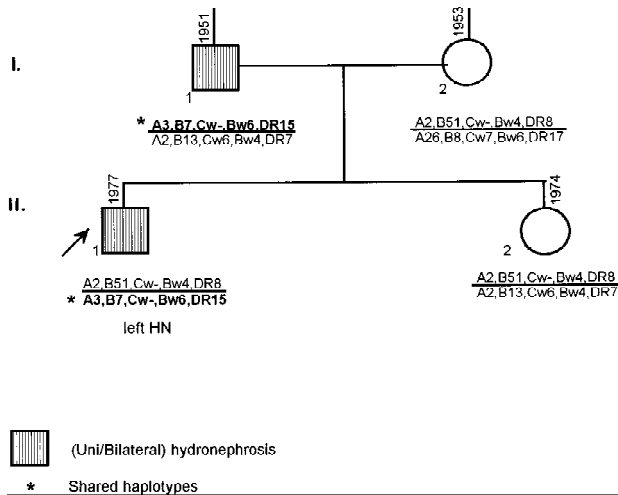 1951
1953
I.
1
2
* A3,B7,Cw-,Bw6,DR15
A2,B13,Cw6,Bw4,DR7
A2,B51,Cw-,Bw4,DR8
A26,B8,Cw7,Bw6,DR17
1977
1974
II.
1
2
A2,B51,Cw-,Bw4,DR8
* A3,B7,Cw-,Bw6,DR15
left HN
A2,B51,Cw-,Bw4,DR8
A2,B13,Cw6,Bw4,DR7
(Uni/Bilateral) hydronephrosis
* Shared haplotypes